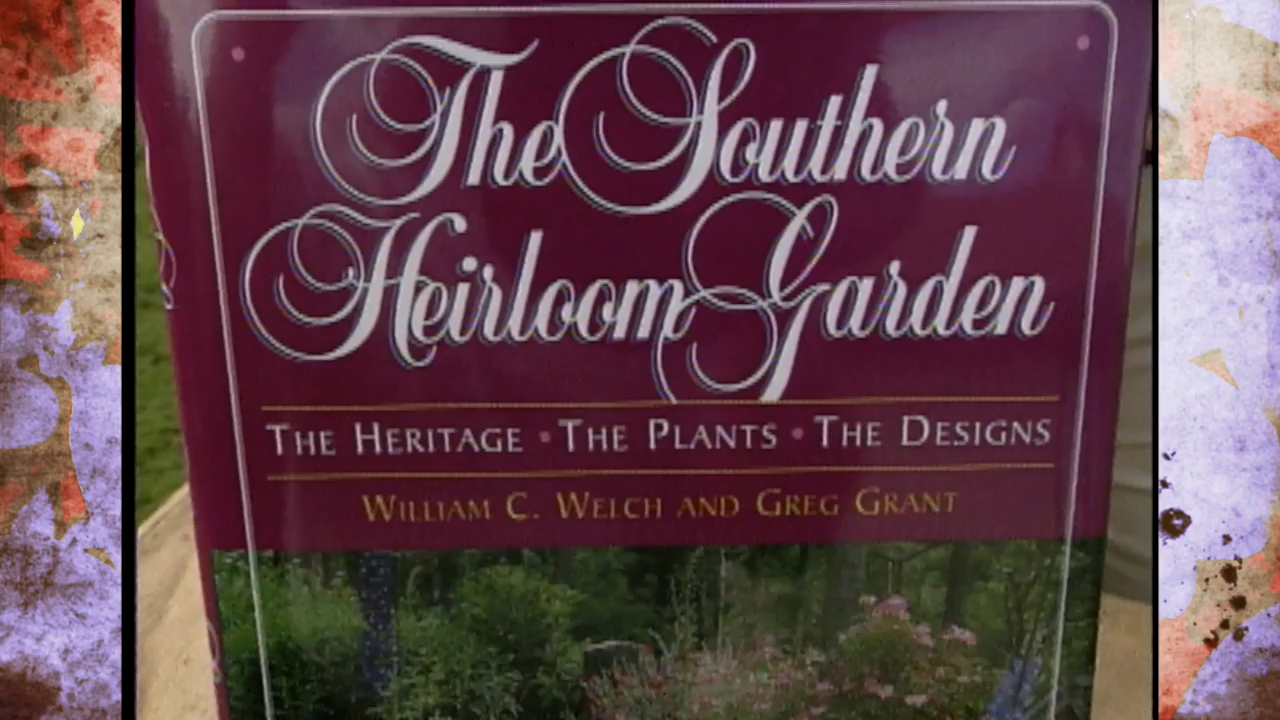 The Southern
Heirloom Garden
THE HERITAGE • THE PLANTS • THE DESIGNS
WILLIAM C. WELCH AND GREG GRANT